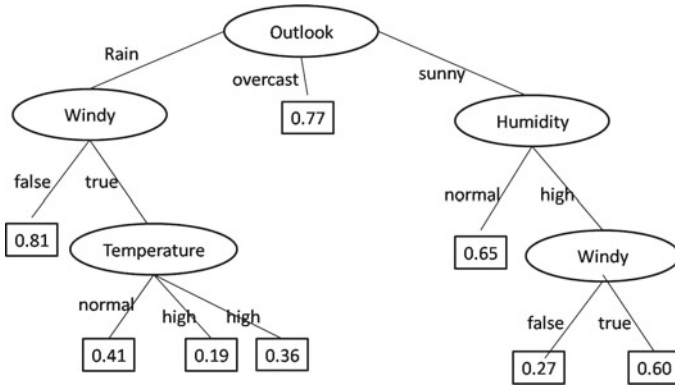 Outlook
Rain
overcast
sunny
Windy
0.77
Humidity
false
true
normal
high
0.81
Temperature
0.65
Windy
normal
high
high
false
true
0.41
0.19
0.36
0.27
0.60